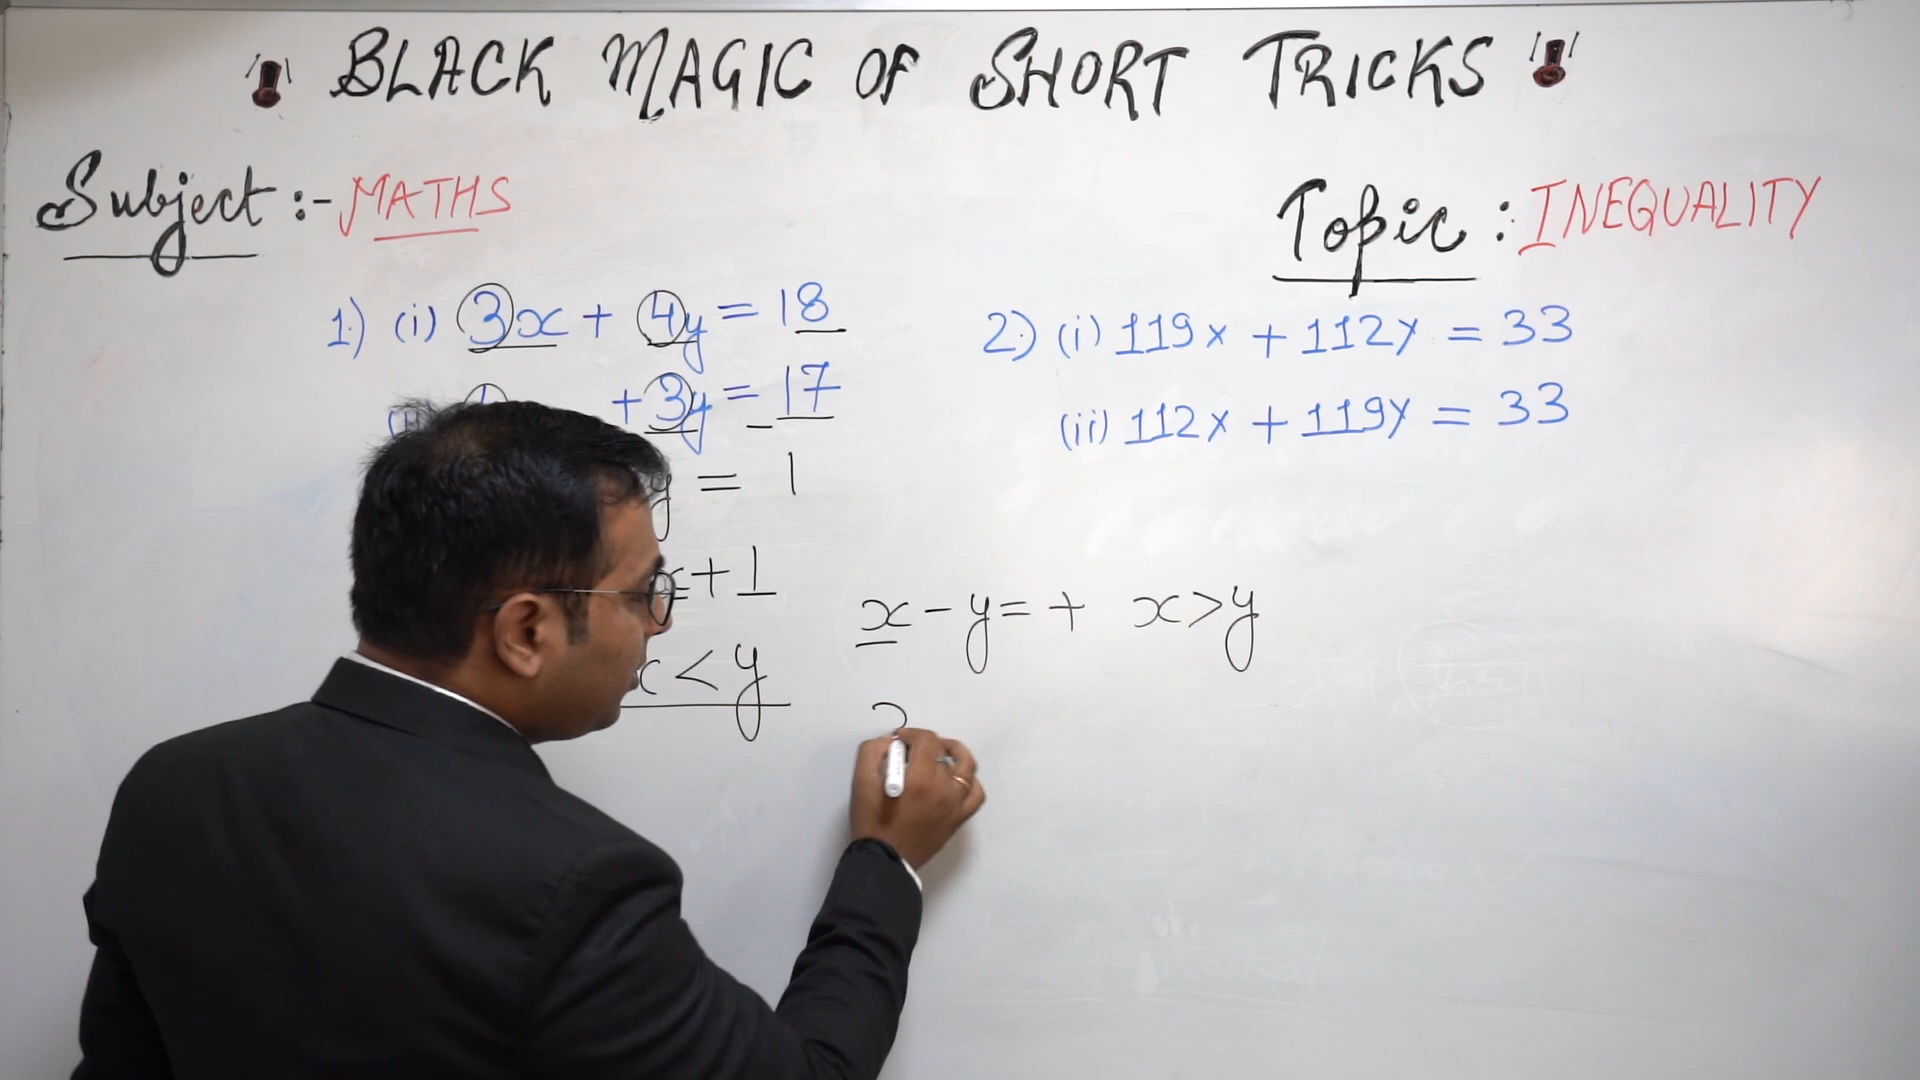 BLACK MAGIC OF SHORT TRICKS
Subject :- MATHS
Topic : INEQUALITY
1) (i) 3x + 4y = 18
+ 3y = 17
y = 1
x + 1
x < y
2) (i) 119x + 112y = 33
(ii) 112x + 119y = 33
x - y = + x > y